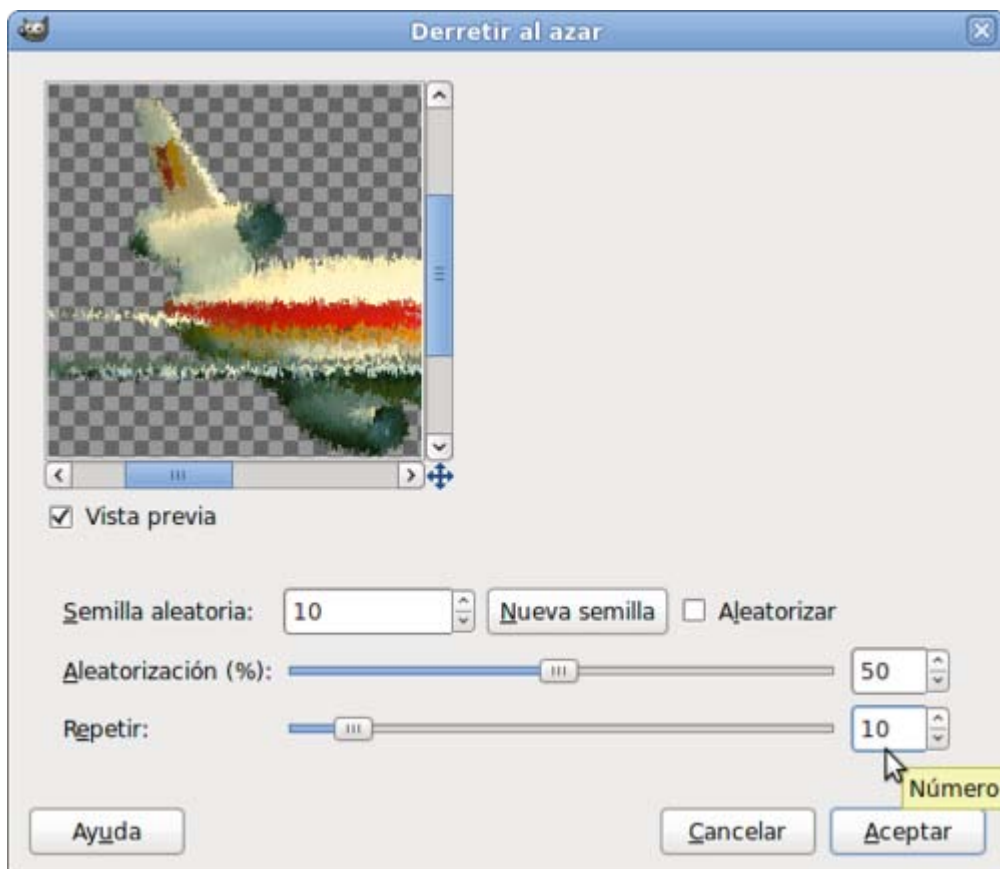 Derretir al azar
Vista previa
Semilla aleatoria: 10 Nueva semilla Aleatorizar
Aleatorización (%): 50
Repetir: 10
Número
Ayuda Cancelar Aceptar